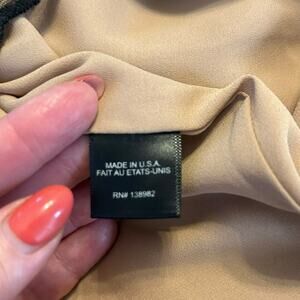 MADE IN U.S.A.
FAIT AU ETATS-UNIS
RN# 138982